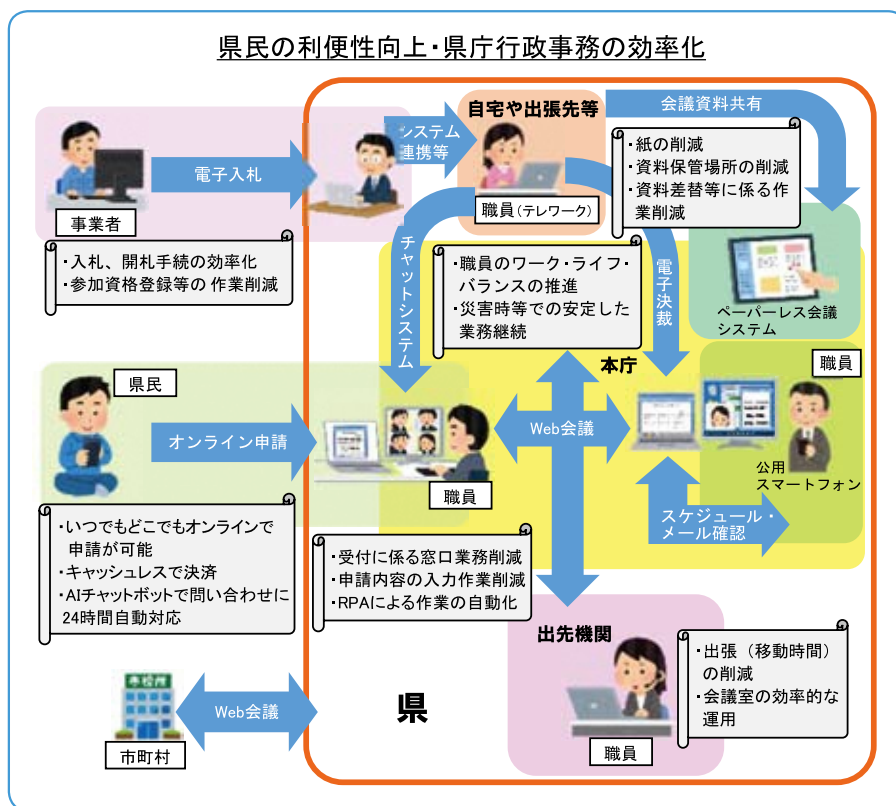 県民の利便性向上・県庁行政事務の効率化
自宅や出張先等
会議資料共有
システム
連携等
電子入札
事業者
職員(テレワーク)
・紙の削減
・資料保管場所の削減
・資料差替等に係る作
業削減
・入札、開札手続の効率化
・参加資格登録等の作業削減
チャットシステム
・職員のワーク・ライフ・
バランスの推進
・災害時等での安定した
業務継続
電子決裁
ペーパーレス会議
システム
本庁
職員
県民
オンライン申請
職員
Web会議
公用
スマートフォン
スケジュール・
メール確認
・いつでもどこでもオンラインで
申請が可能
・キャッシュレスで決済
・AIチャットボットで問い合わせに
24時間自動対応
・受付に係る窓口業務削減
・申請内容の入力作業削減
・RPAによる作業の自動化
出先機関
職員
・出張(移動時間)
の削減
・会議室の効率的な
運用
市役所
市町村
Web会議
県